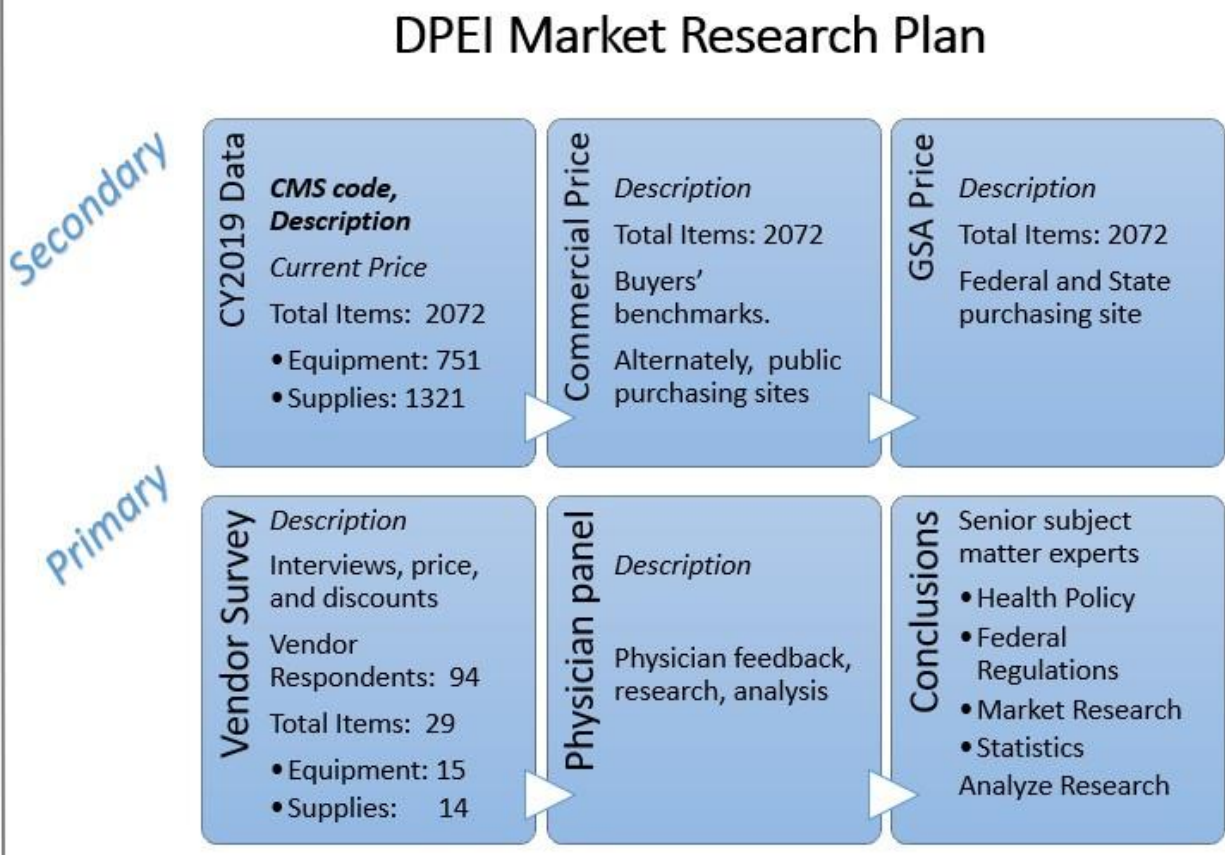 DPEI Market Research Plan
Secondary
CY2019 Data
CMS code,
Description
Current Price
Total Items: 2072
• Equipment: 751
• Supplies: 1321
Commercial Price
Description
Total Items: 2072
Buyers'
benchmarks.
Alternately, public
purchasing sites
GSA Price
Description
Total Items: 2072
Federal and State
purchasing site
Primary
Vendor Survey
Description
Interviews, price,
and discounts
Vendor
Respondents: 94
Total Items: 29
• Equipment: 15
• Supplies: 14
Physician panel
Description
Physician feedback,
research, analysis
Conclusions
Senior subject
matter experts
• Health Policy
• Federal
Regulations
• Market Research
• Statistics
Analyze Research